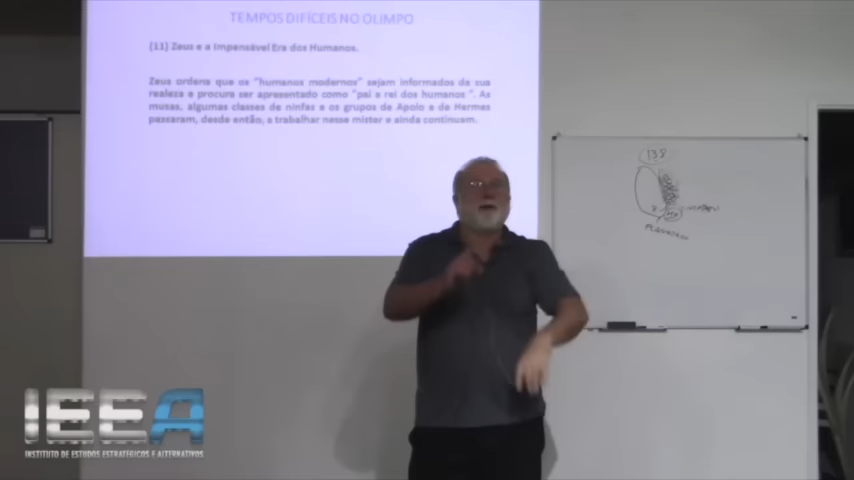 TEMPOS DIFÍCEIS NO OLIMPO
(11) Zeus e a Impensável Era dos Humanos.
Zeus ordena que os "humanos modernos" sejam informados da sua
realeza e procura ser apresentado como "pai e rei dos humanos ". As
musas, algumas classes de ninfas e os grupos de Apolo e de Hermes
passaram, desde então, a trabalhar nesse mister e ainda continuam.
138
IEEA
INSTITUTO DE ESTUDOS ESTRATÉGICOS E ALTERNATIVOS